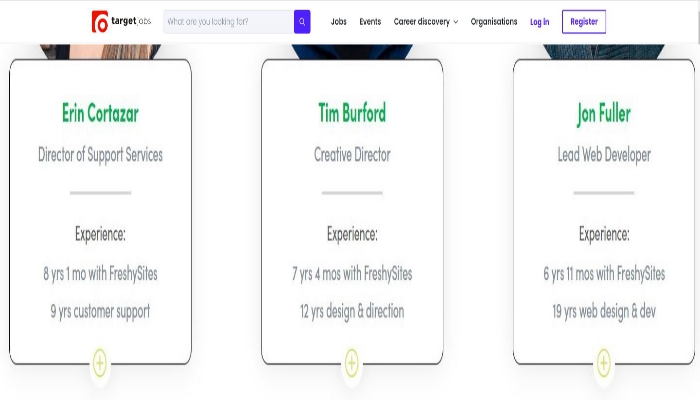 targetjobs
What are you looking for?
Jobs
Events
Career discovery
Organisations
Log in
Register
Erin Cortazar
Director of Support Services
Experience:
8 yrs 1 mo with FreshySites
9 yrs customer support
Tim Burford
Creative Director
Experience:
7 yrs 4 mos with FreshySites
12 yrs design & direction
Jon Fuller
Lead Web Developer
Experience:
6 yrs 11 mos with FreshySites
19 yrs web design & dev